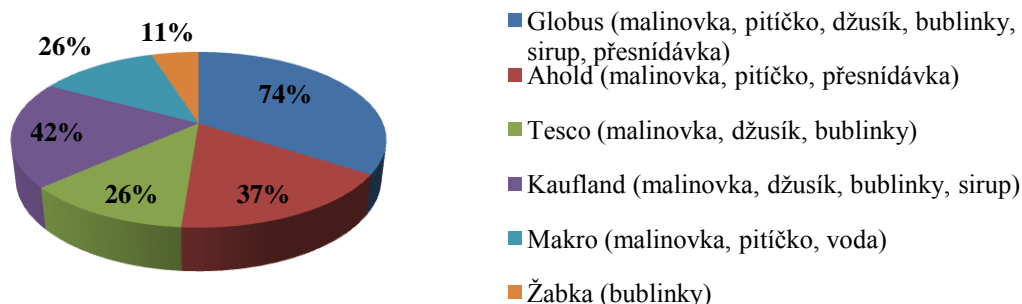 11%
26%
74%
42%
26%
37%
Globus (malinovka, pitíčko, džusík, bublinky,
sirup, přesnídávka)
Ahold (malinovka, pitíčko, přesnídávka)
Tesco (malinovka, džusík, bublinky)
Kaufland (malinovka, džusík, bublinky, sirup)
Makro (malinovka, pitíčko, voda)
Žabka (bublinky)